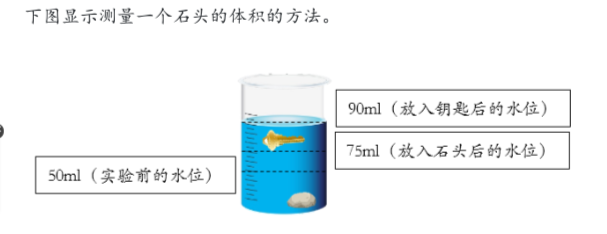 下图显示测量一个石头的体积的方法。
90ml（放入钥匙后的水位）
75ml（放入石头后的水位）
50ml（实验前的水位）